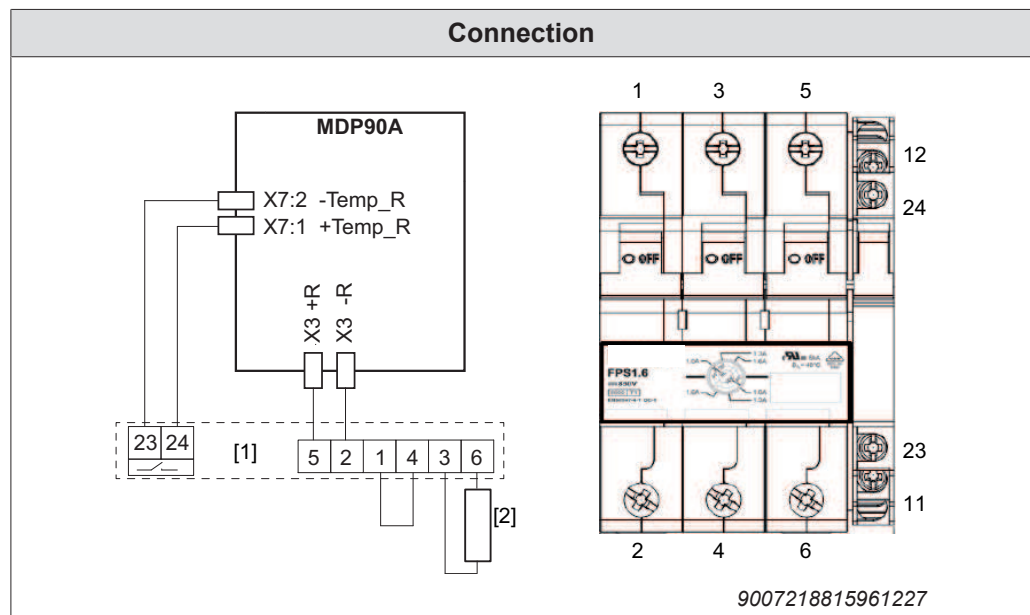 Connection
MDP90A
X7:2 -Temp_R
X7:1 +Temp_R
X3 +R
X3 -R
23 24
[1]
5 2 1 4 3 6
[2]
1 3 5
12
24
OFF OFF OFF
FPS1.6
23
11
2 4 6
9007218815961227